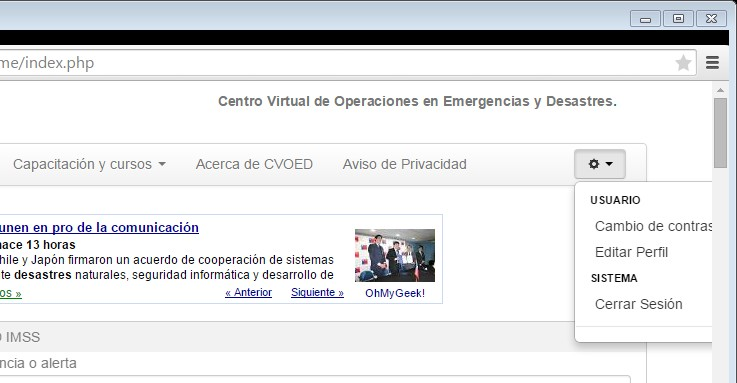 me/index.php
Centro Virtual de Operaciones en Emergencias y Desastres.
Capacitación y cursos Acerca de CVOED Aviso de Privacidad
USUARIO
Cambio de contras
Editar Perfil
SISTEMA
Cerrar Sesión
unen en pro de la comunicación
hace 13 horas
hile y Japón firmaron un acuerdo de cooperación de sistemas
te desastres naturales, seguridad informática y desarrollo de
os » « Anterior Siguiente » OhMyGeek!
O IMSS
ncia o alerta